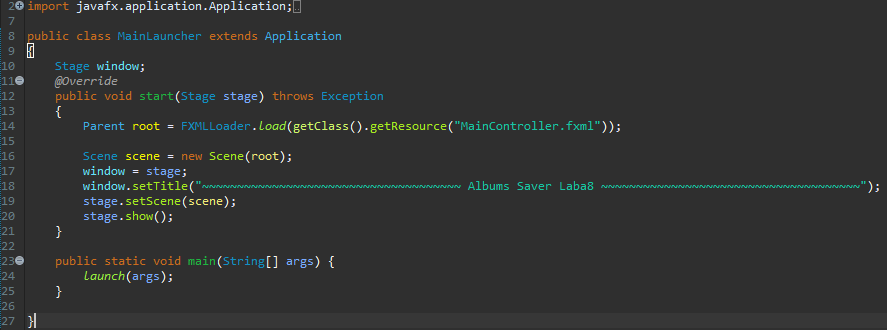 2 import javafx.application.Application;
7
8 public class MainLauncher extends Application
9 {
10 Stage window;
11 @Override
12 public void start(Stage stage) throws Exception
13 {
14 Parent root = FXMLLoader.load(getClass().getResource("MainController.fxml"));
15
16 Scene scene = new Scene(root);
17 window = stage;
18 window.setTitle("~~~~~~~~~~~~~~~~~~~~~~~~~~~~~~~~~~~~~ Albums Saver Laba8 ~~~~~~~~~~~~~~~~~~~~~~~~~~~~~~~~~~~~~");
19 stage.setScene(scene);
20 stage.show();
21 }
22
23 public static void main(String[] args) {
24 launch(args);
25 }
26
27 }